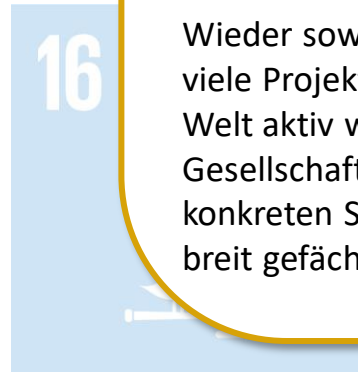 16
Wieder sow
viele Projek
Welt aktiv w
Gesellschaft
konkreten S
breit gefäch